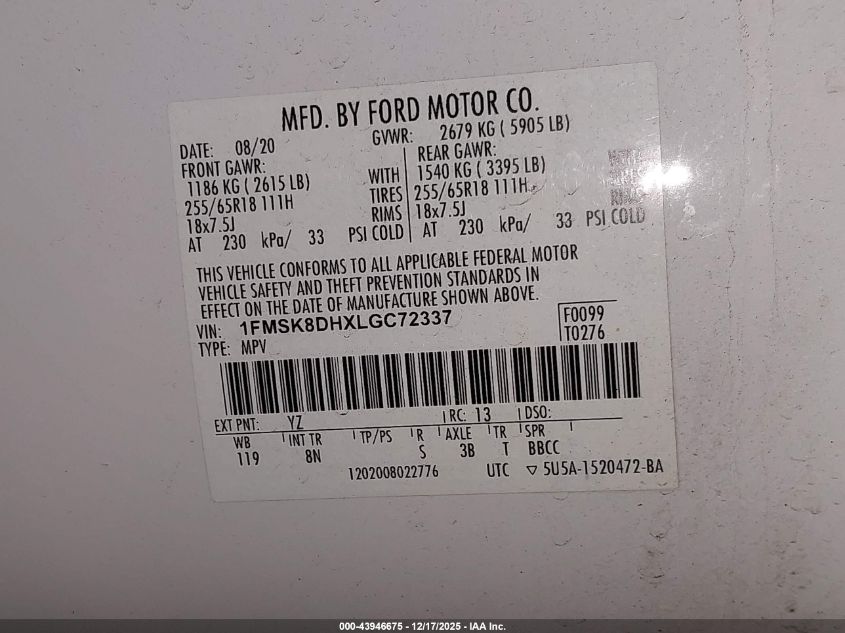 MFD. BY FORD MOTOR CO.
DATE: 08/20 GVWR: 2679 KG ( 5905 LB)
FRONT GAWR: REAR GAWR:
1186 KG ( 2615 LB) WITH 1540 KG ( 3395 LB) WITH
255/65R18 111H TIRES 255/65R18 111H
18x7.5J RIMS 18x7.5J RIMS
AT 230 kPa/ 33 PSI COLD AT 230 kPa/ 33 PSI COLD
THIS VEHICLE CONFORMS TO ALL APPLICABLE FEDERAL MOTOR
VEHICLE SAFETY AND THEFT PREVENTION STANDARDS IN
EFFECT ON THE DATE OF MANUFACTURE SHOWN ABOVE.
VIN: 1FMSK8DHXLGC72337 F0099
TYPE: MPV T0276
EXT PNT: YZ RC: 13 DSO:
WB INT TR TP/PS R AXLE TR SPR
119 8N S 3B T BBCC
1202008022776 UTC ▽ 5U5A-1520472-BA
000-43946675 - 12/17/2025 - IAA Inc.